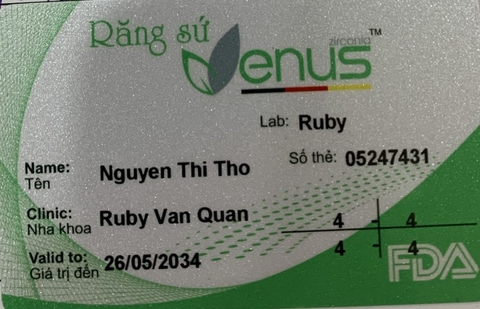 Răng sứ
zirconia
Venus™
Lab: Ruby
Name: Nguyen Thi Tho
Tên
Số thẻ: 05247431
Clinic: Ruby Van Quan
Nha khoa
4 - 4
Valid to: 26/05/2034
Giá trị đến
4 - 4
FDA